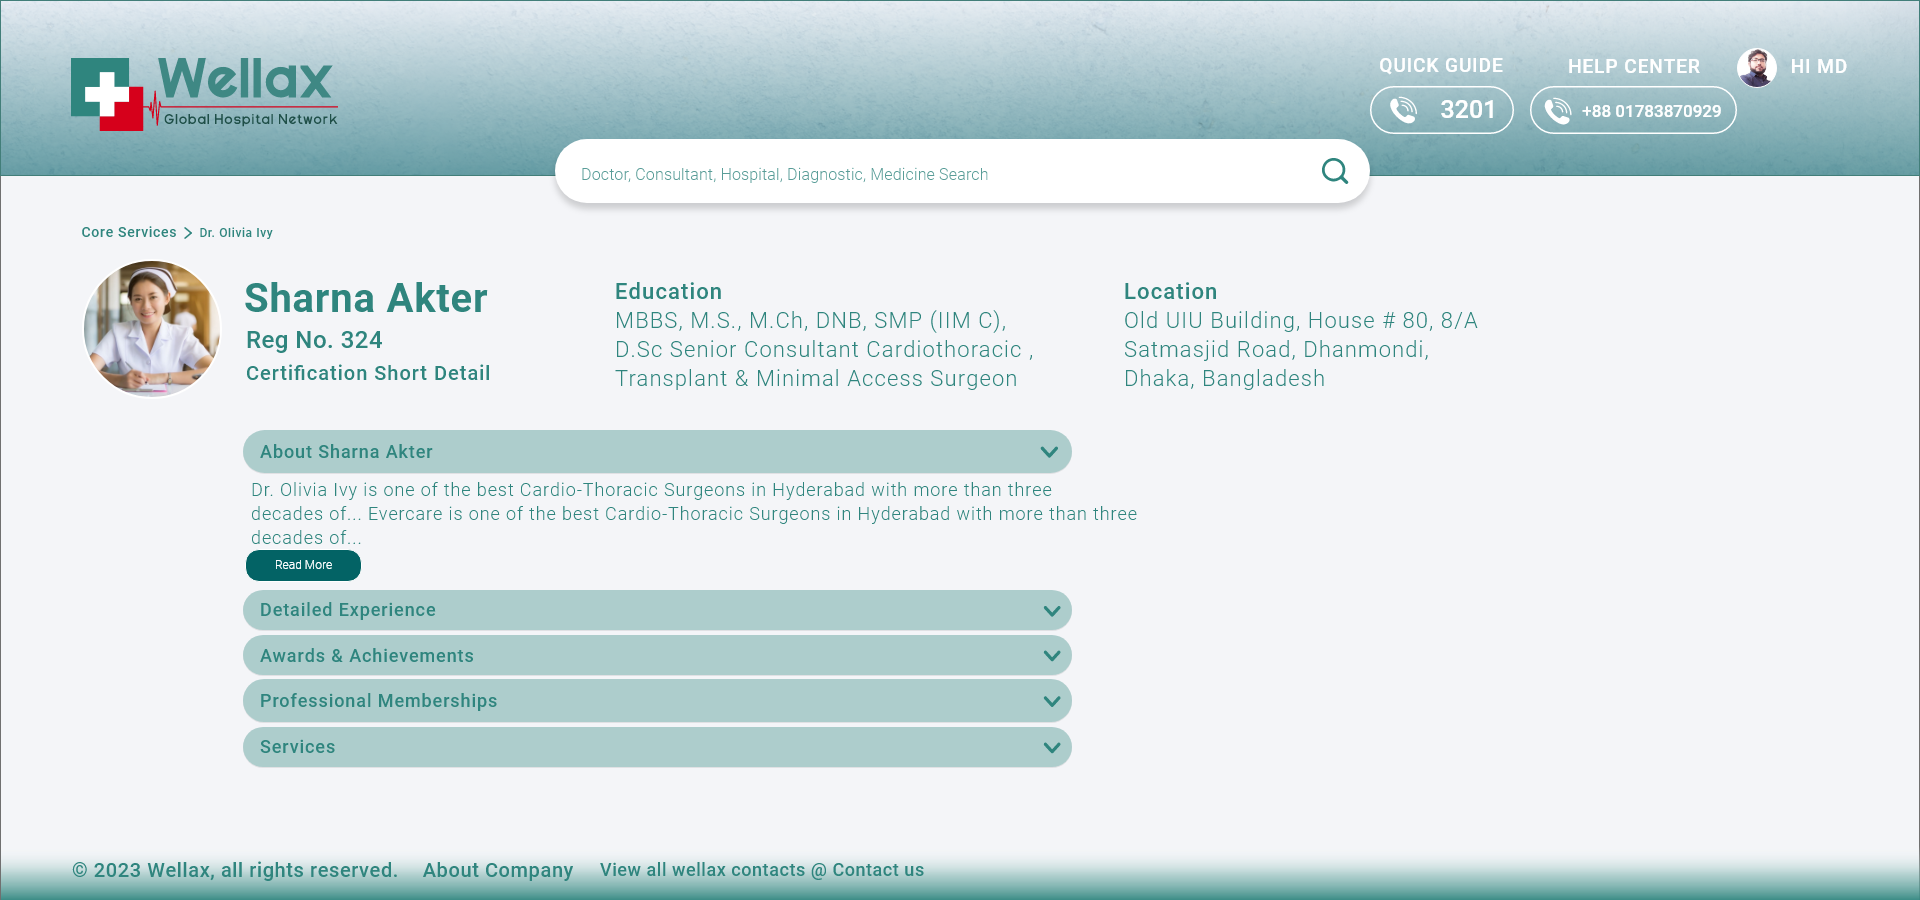 Wellax
Global Hospital Network
QUICK GUIDE
3201
HELP CENTER
+88 01783870929
HI MD
Doctor, Consultant, Hospital, Diagnostic, Medicine Search
Core Services
Dr. Olivia Ivy
Sharna Akter
Reg No. 324
Certification Short Detail
Education
MBBS, M.S., M.Ch, DNB, SMP (IIM C),
D.Sc Senior Consultant Cardiothoracic ,
Transplant & Minimal Access Surgeon
Location
Old UIU Building, House # 80, 8/A
Satmasjid Road, Dhanmondi,
Dhaka, Bangladesh
About Sharna Akter
Dr. Olivia Ivy is one of the best Cardio-Thoracic Surgeons in Hyderabad with more than three
decades of... Evercare is one of the best Cardio-Thoracic Surgeons in Hyderabad with more than three
decades of...
Read More
Detailed Experience
Awards & Achievements
Professional Memberships
Services
© 2023 Wellax, all rights reserved.
About Company
View all wellax contacts @ Contact us